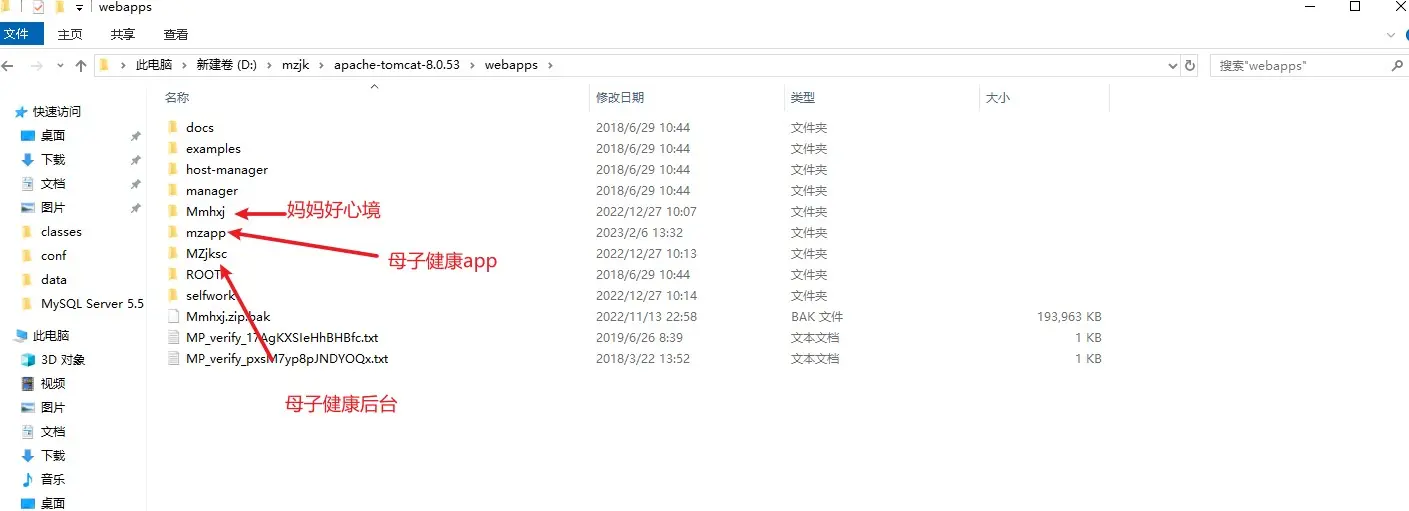 webapps
文件 主页 共享 查看
此电脑 新建卷 (D:) mzjk apache-tomcat-8.0.53 webapps 搜索"webapps"
名称 修改日期 类型 大小
快速访问
桌面
下载
文档
图片
classes
conf
data
MySQL Server 5.5
此电脑
3D 对象
视频
图片
文档
下载
音乐
桌面
docs 2018/6/29 10:44 文件夹
examples 2018/6/29 10:44 文件夹
host-manager 2018/6/29 10:44 文件夹
manager 2018/6/29 10:44 文件夹
Mmhxj 2022/12/27 10:07 文件夹
妈妈好心境
mzapp 2023/2/6 13:32 文件夹
母子健康app
MZjksc 2022/12/27 10:13 文件夹
ROOT 2018/6/29 10:44 文件夹
selfwork 2022/12/27 10:14 文件夹
Mmhxj.zip.bak 2022/11/13 22:58 BAK 文件 193,963 KB
MP_verify_17AgKXSIeHhBHBfc.txt 2019/6/26 8:39 文本文档 1 KB
2018/3/22 13:52 文本文档 1 KB
母子健康后台